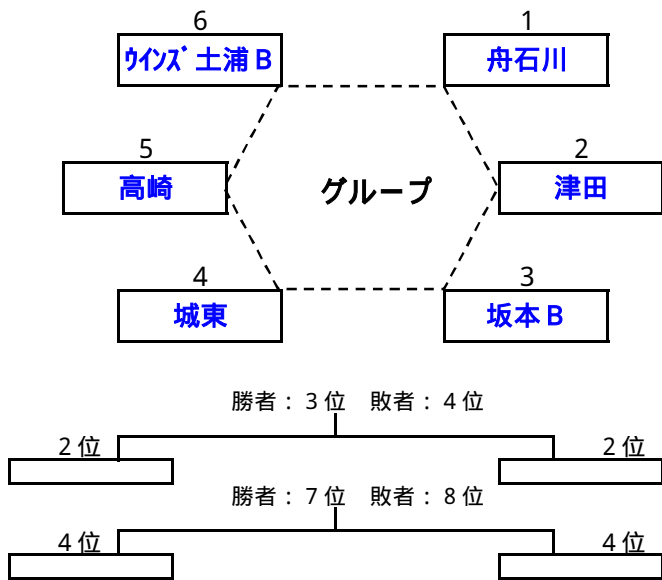 6 1
ｳｲﾝｽﾞ土浦Ｂ 舟石川
5 2
高崎 グループ 津田
4 3
城東 坂本Ｂ
勝者：３位　敗者：４位
２位 ２位
勝者：７位　敗者：８位
４位 ４位